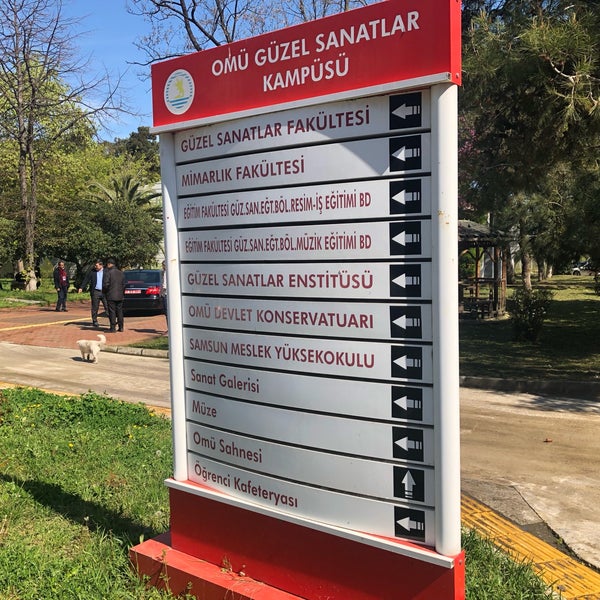 OMÜ GÜZEL SANATLAR
KAMPÜSÜ
GÜZEL SANATLAR FAKÜLTESİ
MİMARLIK FAKÜLTESİ
EĞİTİM FAKÜLTESİ GÜZ.SAN.EĞT.BÖL.RESİM-İŞ EĞİTİMİ BD
EĞİTİM FAKÜLTESİ GÜZ.SAN.EĞT.BÖL.MÜZİK EĞİTİMİ BD
GÜZEL SANATLAR ENSTİTÜSÜ
OMÜ DEVLET KONSERVATUARI
SAMSUN MESLEK YÜKSEKOKULU
Sanat Galerisi
Müze
Omü Sahnesi
Öğrenci Kafeteryası